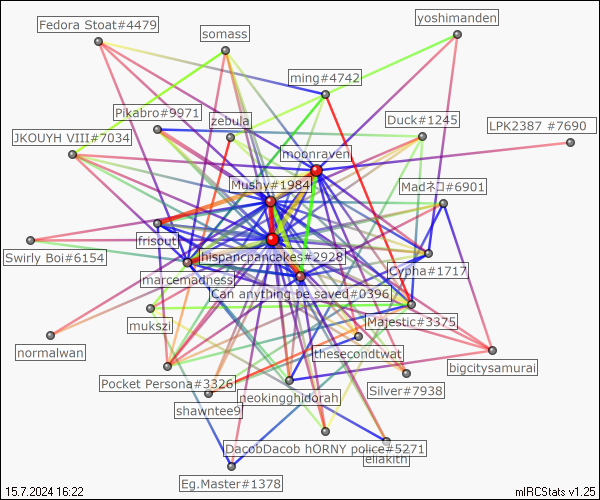 yoshimanden
Fedora Stoat#4479
somass
ming#4742
Pikabro#9971
zebula
Duck#1245
LPK2387 #7690
JKOUYH VIII#7034
moonraven
Mushy#1984
Madネコ#6901
frisout
Swirly Boi#6154
hispancpancakes#2928
Cypha#1717
marcemadness
Can anything be saved#0396
mukszi
Majestic#3375
normalwan
thesecondtwat
bigcitysamurai
Pocket Persona#3326
Silver#7938
neokingghidorah
shawntee9
DacobDacob hORNY police#5271
eliakith
Eg.Master#1378
15.7.2024 16:22
mIRCStats v1.25